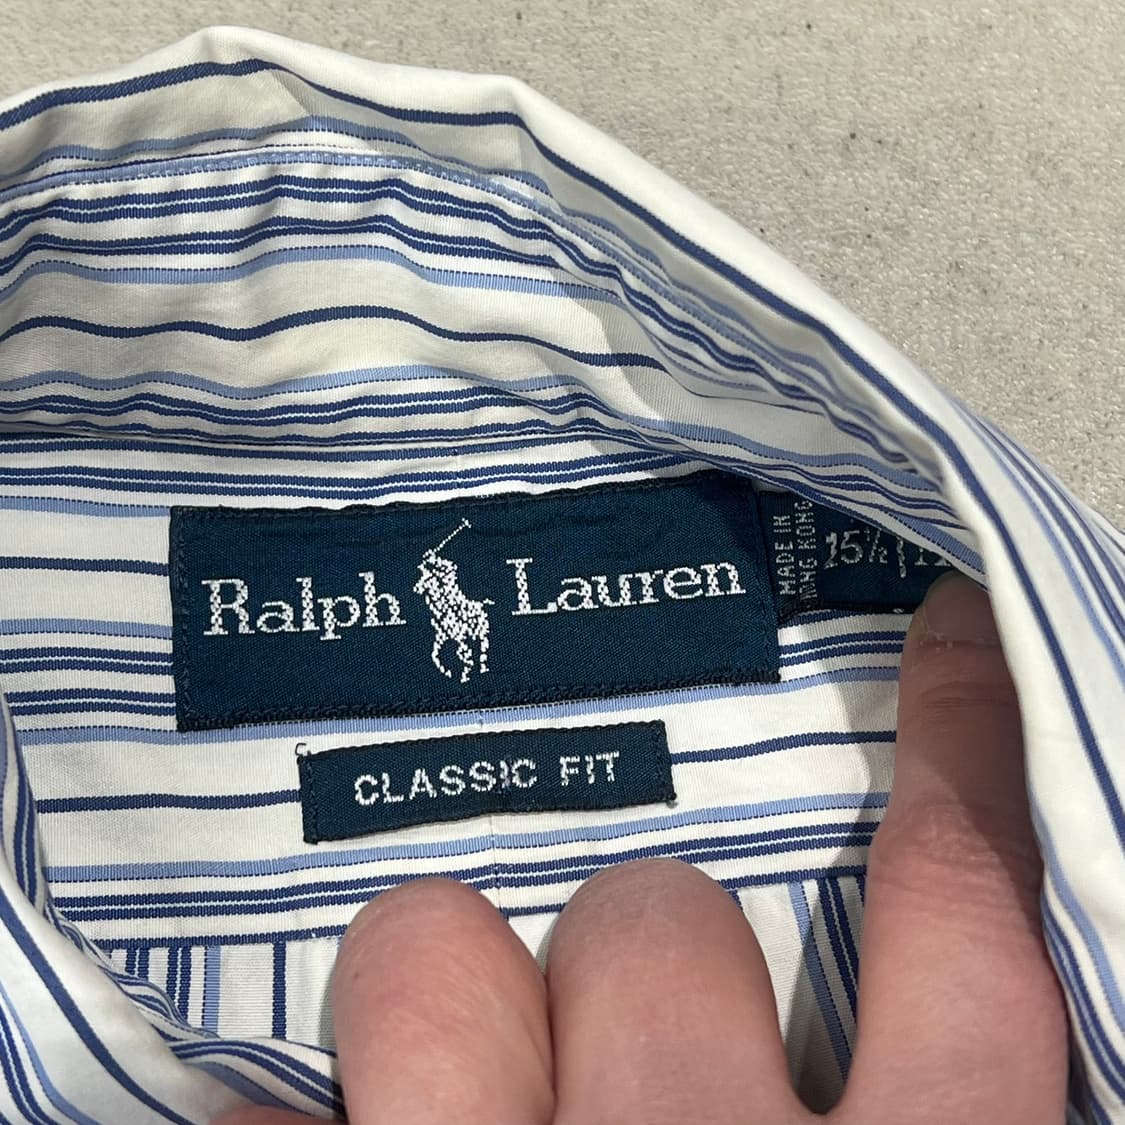 Ralph Lauren
MADE IN
HONG KONG
15½
CLASSIC FIT